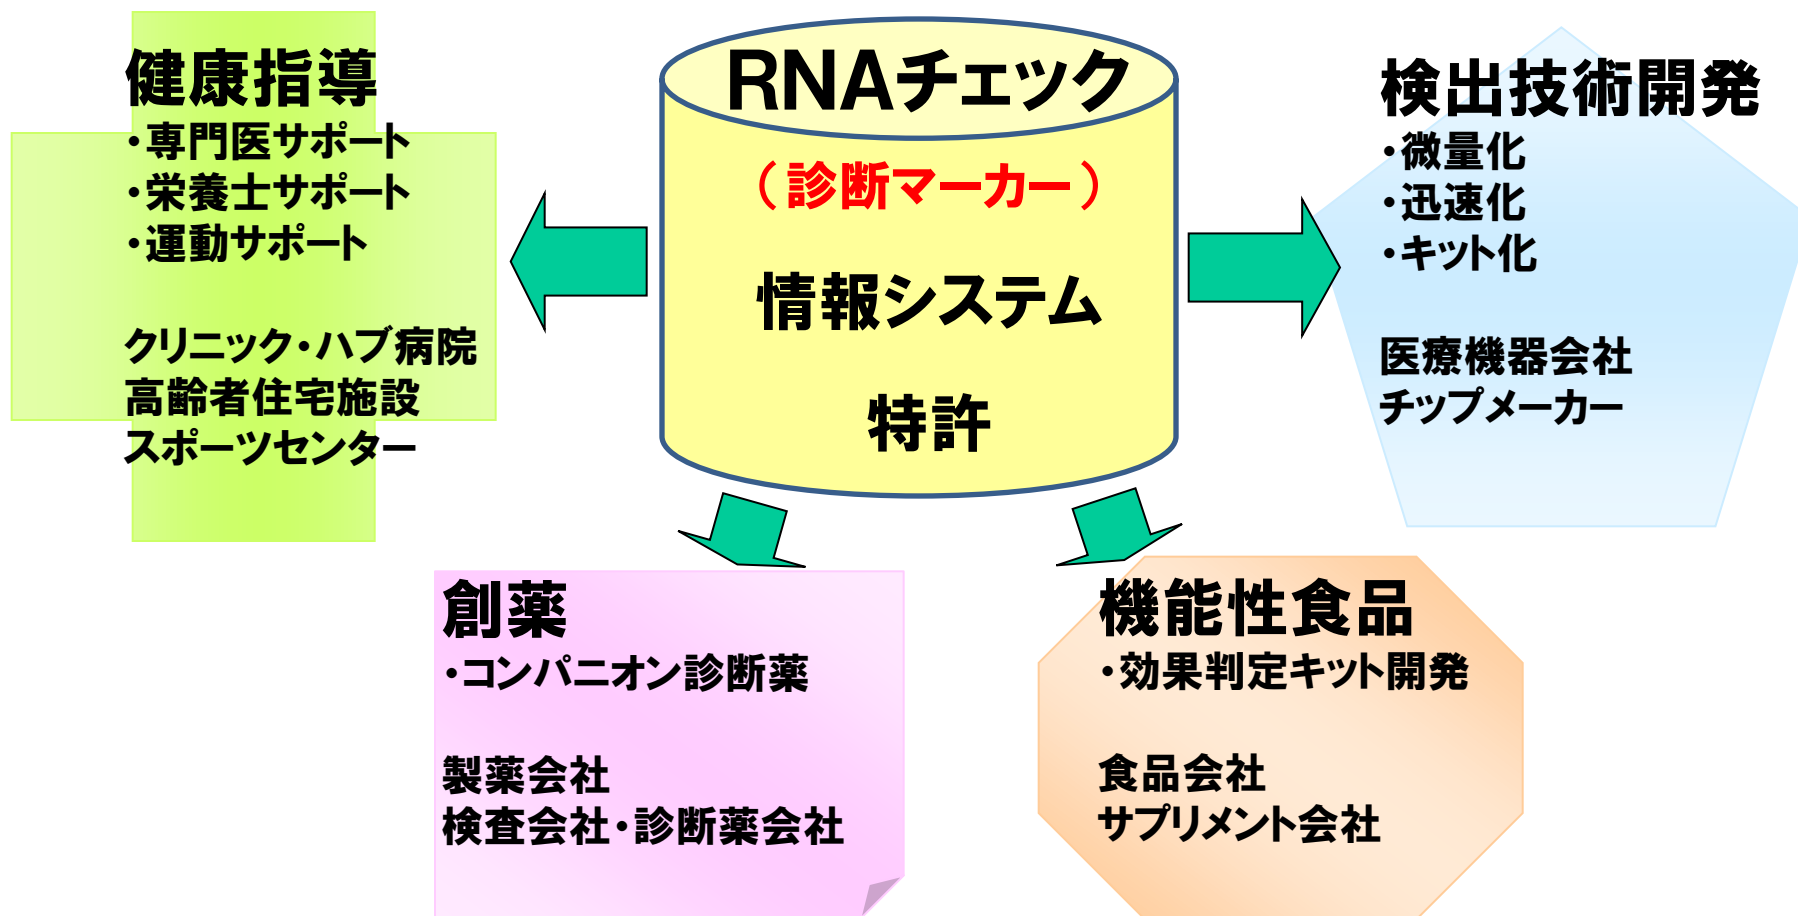 健康指導
・専門医サポート
・栄養士サポート
・運動サポート
クリニック・ハブ病院
高齢者住宅施設
スポーツセンター
RNAチェック
（診断マーカー）
情報システム
特許
検出技術開発
・微量化
・迅速化
・キット化
医療機器会社
チップメーカー
創薬
・コンパニオン診断薬
製薬会社
検査会社・診断薬会社
機能性食品
・効果判定キット開発
食品会社
サプリメント会社